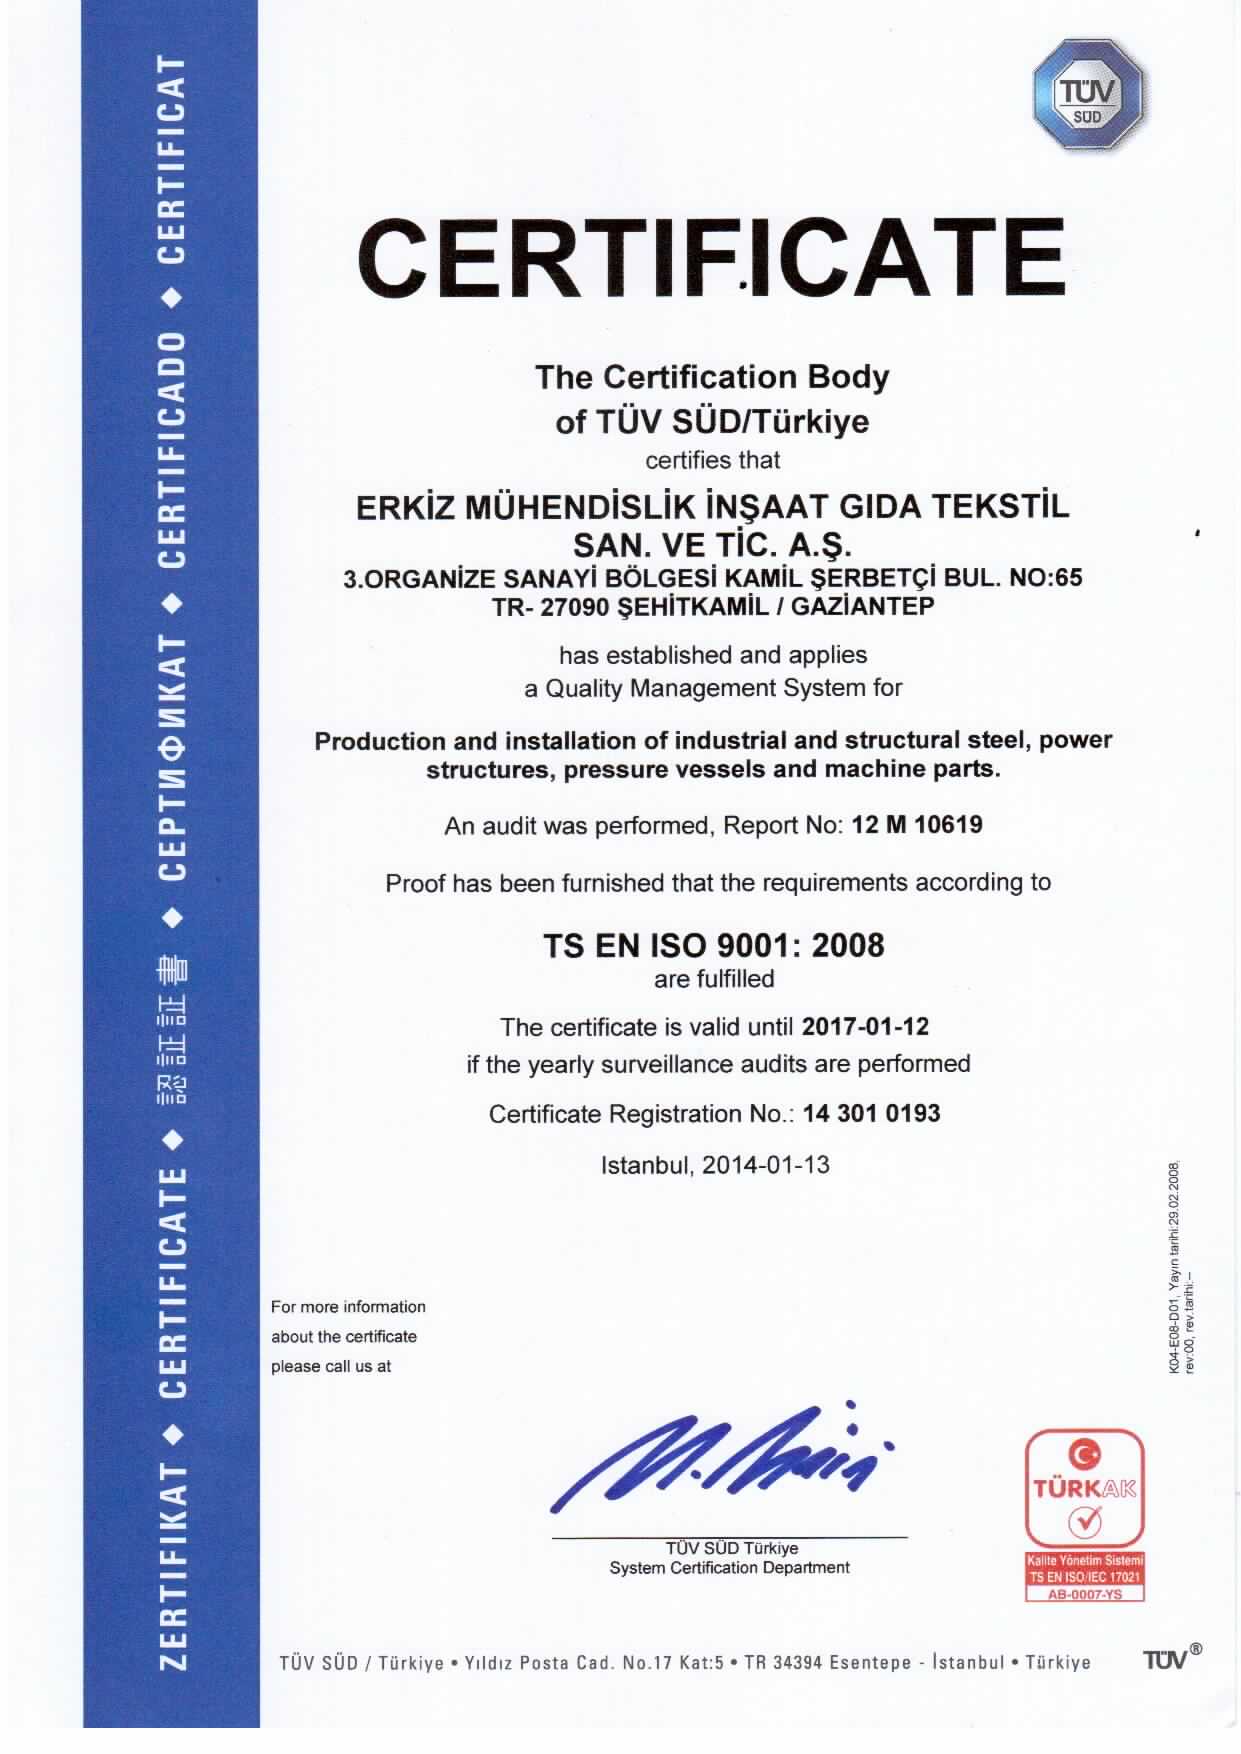 ZERTIFIKAT ◆ CERTIFICATE ◆ 認証証書 ◆ СЕРТИФИКАТ ◆ CERTIFICADO ◆ CERTIFICAT
TÜV
SÜD
CERTIFICATE
The Certification Body
of TÜV SÜD/Türkiye
certifies that
ERKİZ MÜHENDİSLİK İNŞAAT GIDA TEKSTİL
SAN. VE TİC. A.Ş.
3.ORGANİZE SANAYİ BÖLGESİ KAMİL ŞERBETÇİ BUL. NO:65
TR- 27090 ŞEHİTKAMİL / GAZİANTEP
has established and applies
a Quality Management System for
Production and installation of industrial and structural steel, power
structures, pressure vessels and machine parts.
An audit was performed, Report No: 12 M 10619
Proof has been furnished that the requirements according to
TS EN ISO 9001: 2008
are fulfilled
The certificate is valid until 2017-01-12
if the yearly surveillance audits are performed
Certificate Registration No.: 14 301 0193
Istanbul, 2014-01-13
K04-E08-D01, Yayın tarihi:29.02.2008,
rev:00, rev.tarihi:--
For more information
about the certificate
please call us at
TÜV SÜD Türkiye
System Certification Department
TÜRKAK
Kalite Yönetim Sistemi
TS EN ISO/IEC 17021
AB-0007-YS
TÜV SÜD / Türkiye • Yıldız Posta Cad. No.17 Kat:5 • TR 34394 Esentepe - İstanbul • Türkiye
TÜV®